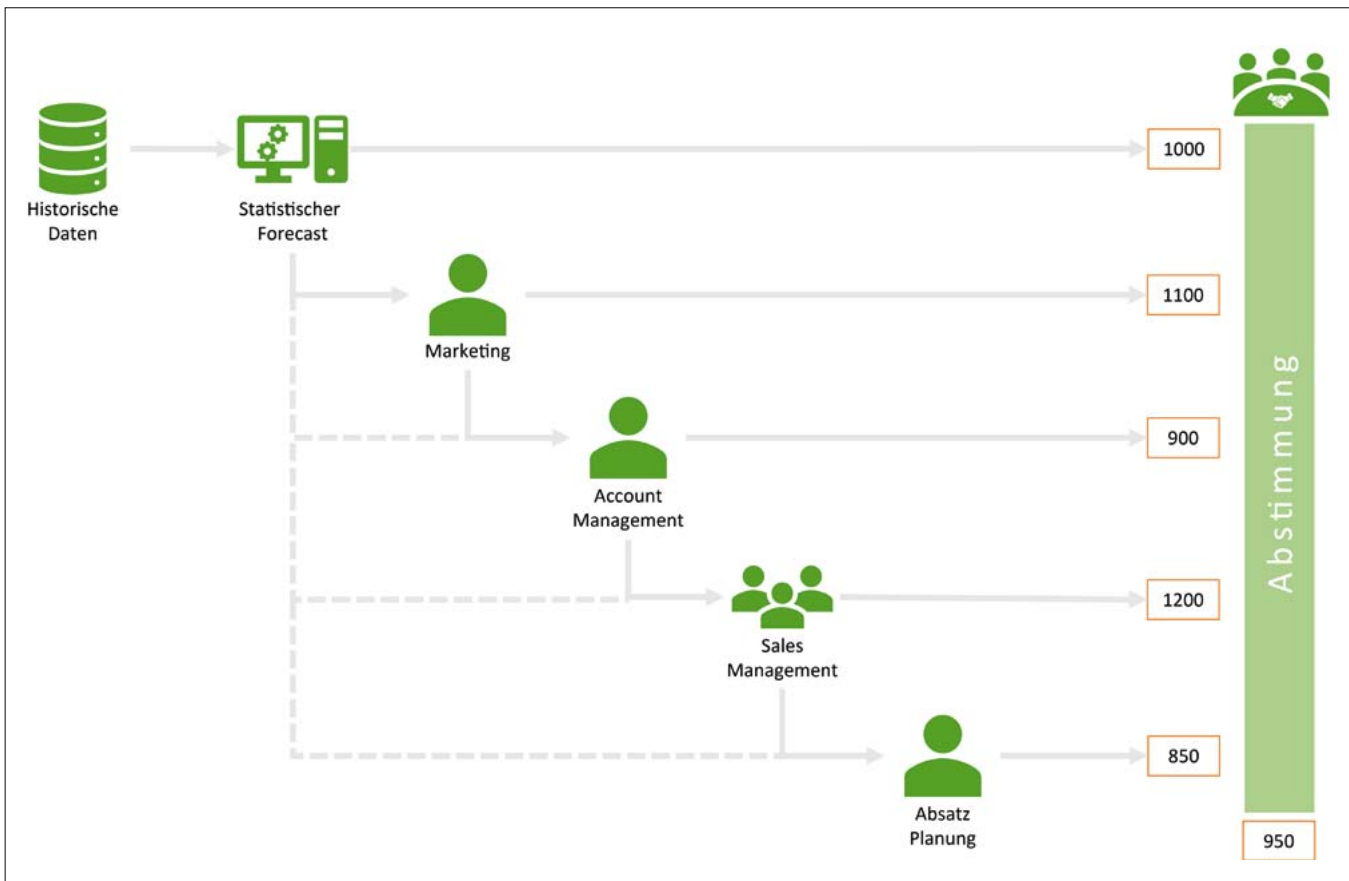 Historische
Daten
Statistischer
Forecast
1000
Marketing
1100
Account
Management
900
Sales
Management
1200
Absatz
Planung
850
Abstimmung
950